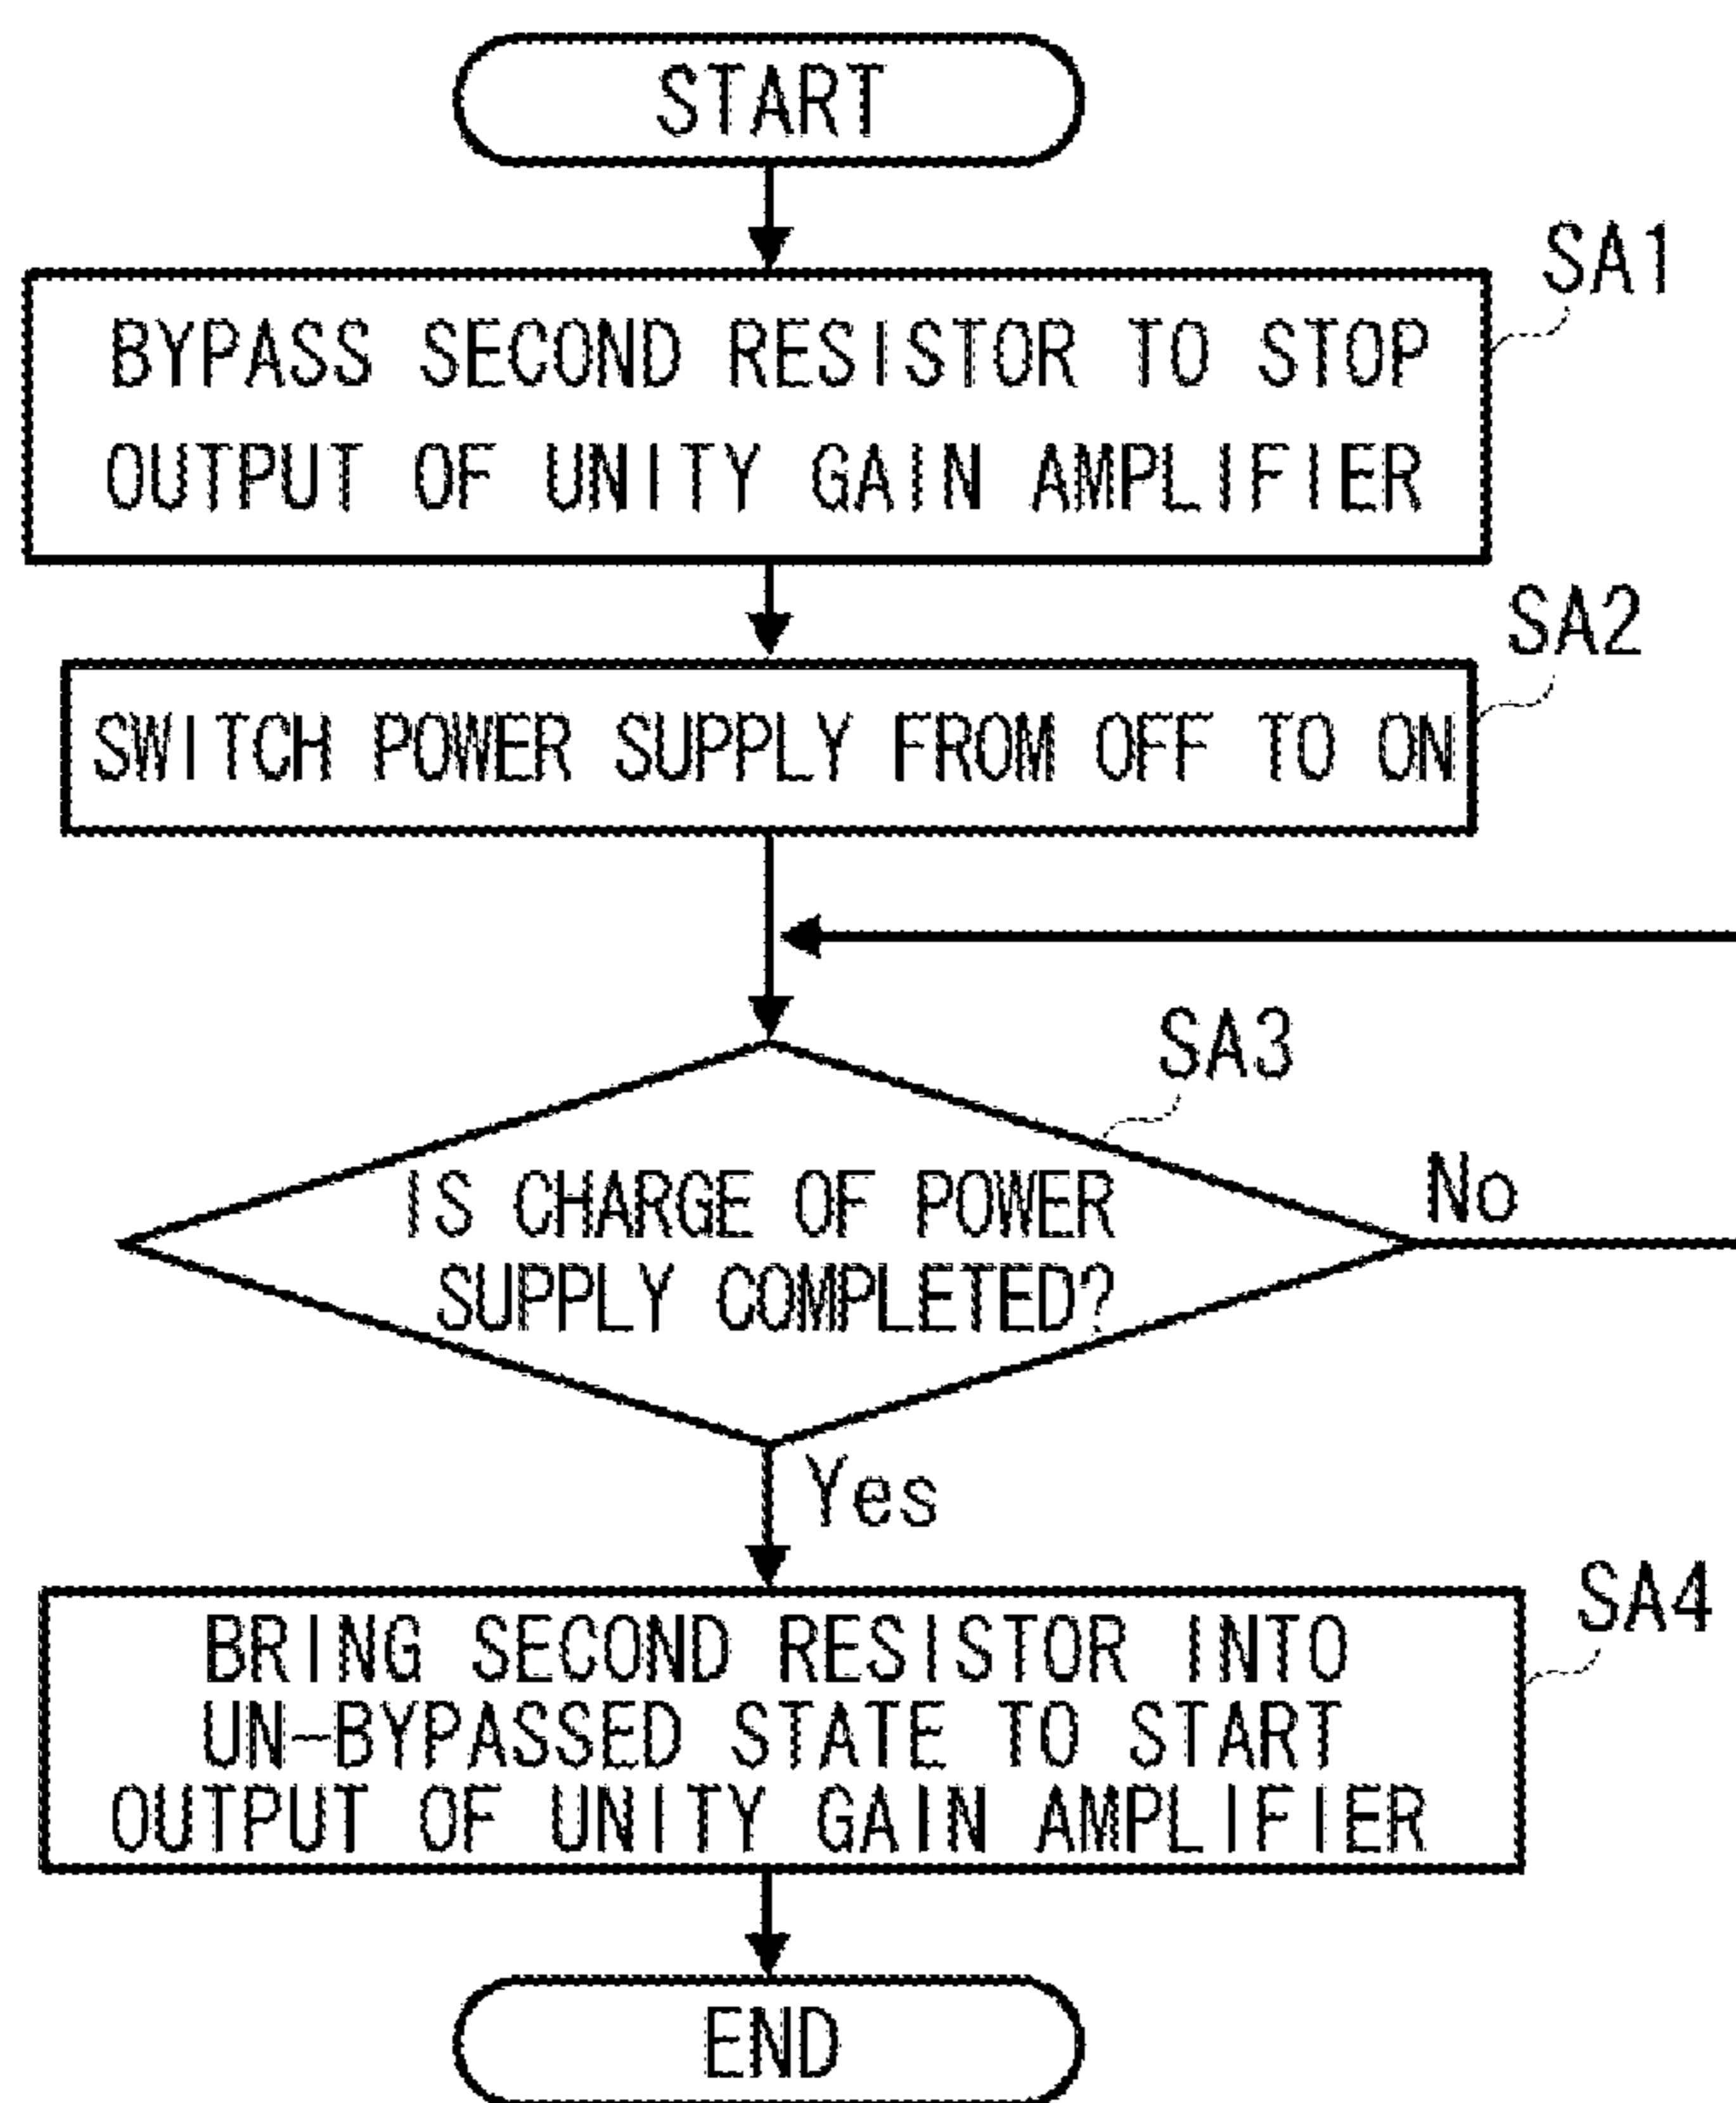 START
SA1
BYPASS SECOND RESISTOR TO STOP
OUTPUT OF UNITY GAIN AMPLIFIER
SA2
SWITCH POWER SUPPLY FROM OFF TO ON
SA3
IS CHARGE OF POWER
SUPPLY COMPLETED?
No
Yes
SA4
BRING SECOND RESISTOR INTO
UN-BYPASSED STATE TO START
OUTPUT OF UNITY GAIN AMPLIFIER
END